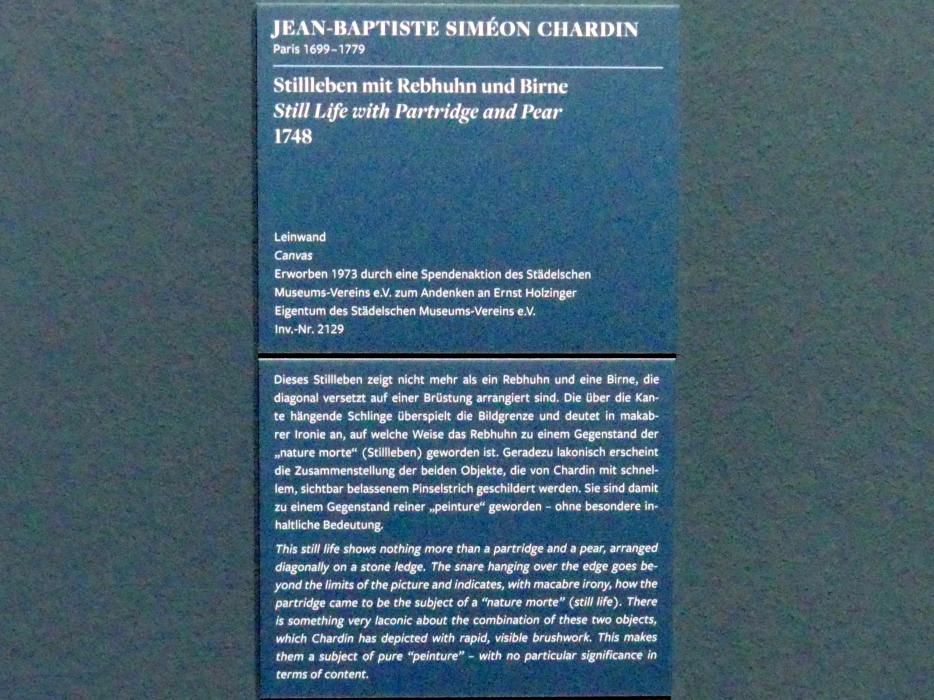 JEAN-BAPTISTE SIMÉON CHARDIN
Paris 1699–1779
Stillleben mit Rebhuhn und Birne
Still Life with Partridge and Pear
1748
Leinwand
Canvas
Erworben 1973 durch eine Spendenaktion des Städelschen
Museums-Vereins e.V. zum Andenken an Ernst Holzinger
Eigentum des Städelschen Museums-Vereins e.V.
Inv.-Nr. 2129
Dieses Stillleben zeigt nicht mehr als ein Rebhuhn und eine Birne, die
diagonal versetzt auf einer Brüstung arrangiert sind. Die über die Kan-
te hängende Schlinge überspielt die Bildgrenze und deutet in makab-
rer Ironie an, auf welche Weise das Rebhuhn zu einem Gegenstand der
„nature morte“ (Stillleben) geworden ist. Geradezu lakonisch erscheint
die Zusammenstellung der beiden Objekte, die von Chardin mit schnel-
lem, sichtbar belassenem Pinselstrich geschildert werden. Sie sind damit
zu einem Gegenstand reiner „peinture“ geworden – ohne besondere in-
haltliche Bedeutung.
This still life shows nothing more than a partridge and a pear, arranged
diagonally on a stone ledge. The snare hanging over the edge goes be-
yond the limits of the picture and indicates, with macabre irony, how the
partridge came to be the subject of a “nature morte” (still life). There
is something very laconic about the combination of these two objects,
which Chardin has depicted with rapid, visible brushwork. This makes
them a subject of pure “peinture” – with no particular significance in
terms of content.